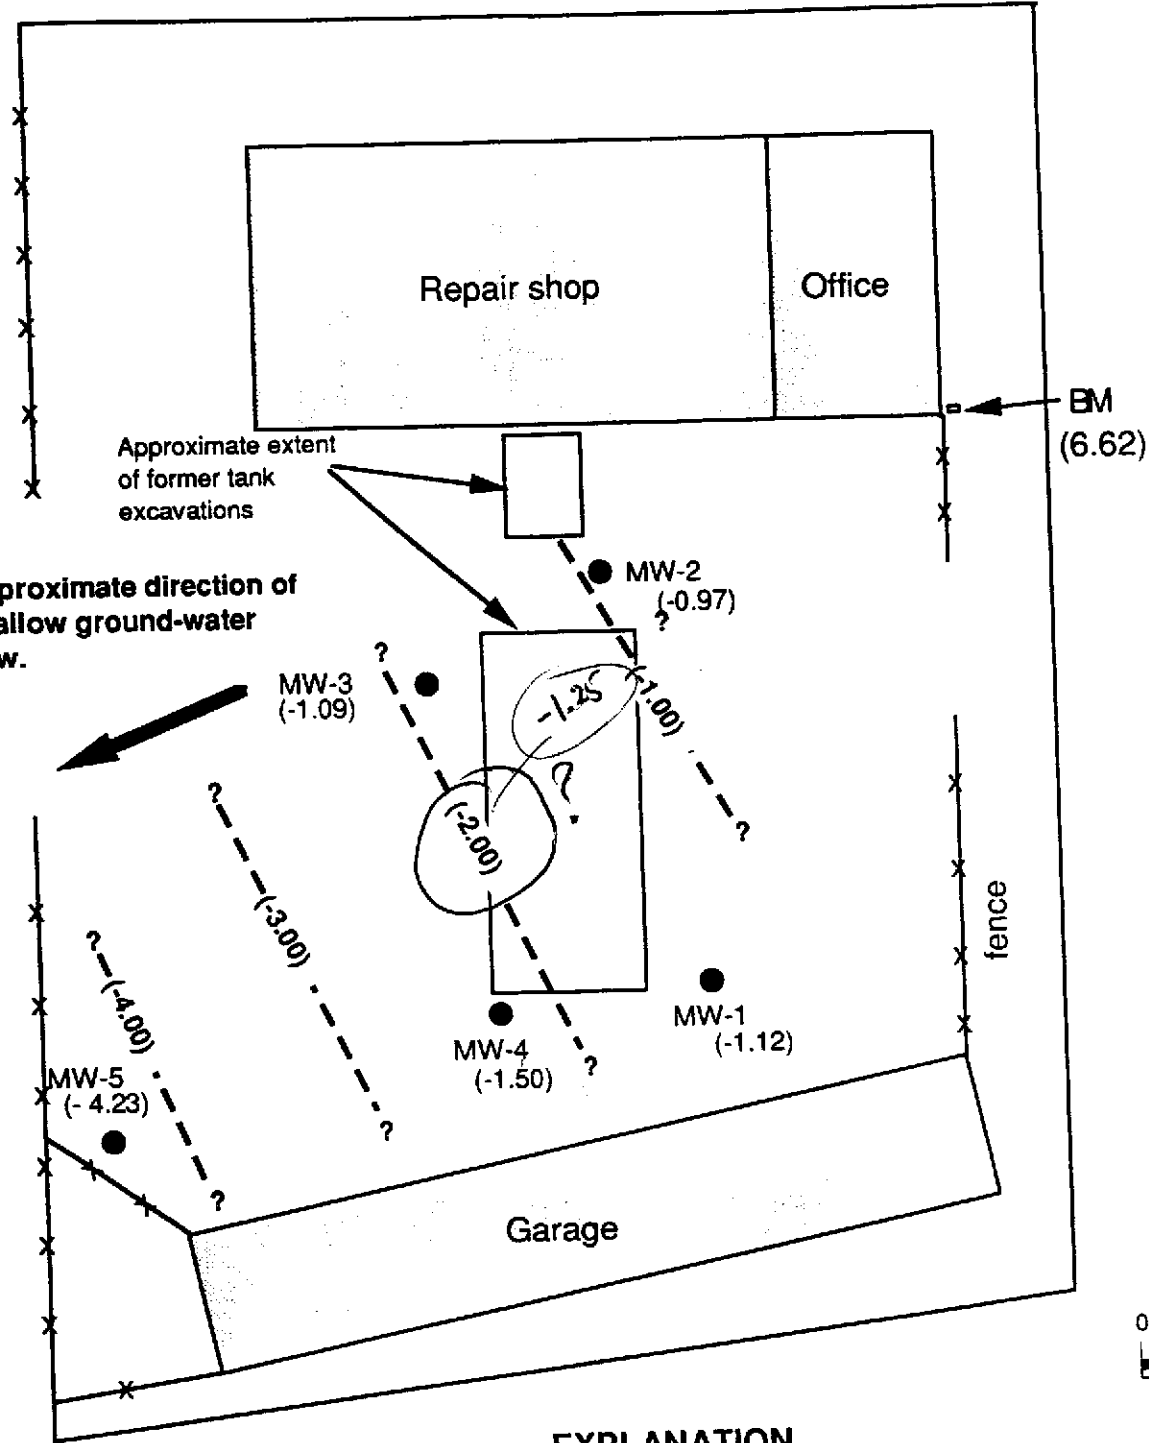 Repair shop
Office
BM
(6.62)
Approximate extent
of former tank
excavations
proximate direction of
allow ground-water
w.
MW-2
(-0.97)
?
?
MW-3
(-1.09)
-1.25
(-1.00)
?
?
?
(-2.00)
(-3.00)
fence
?
(-4.00)
MW-1
(-1.12)
MW-4
(-1.50)
?
MW-5
(- 4.23)
?
?
Garage
0
EXPLANATION